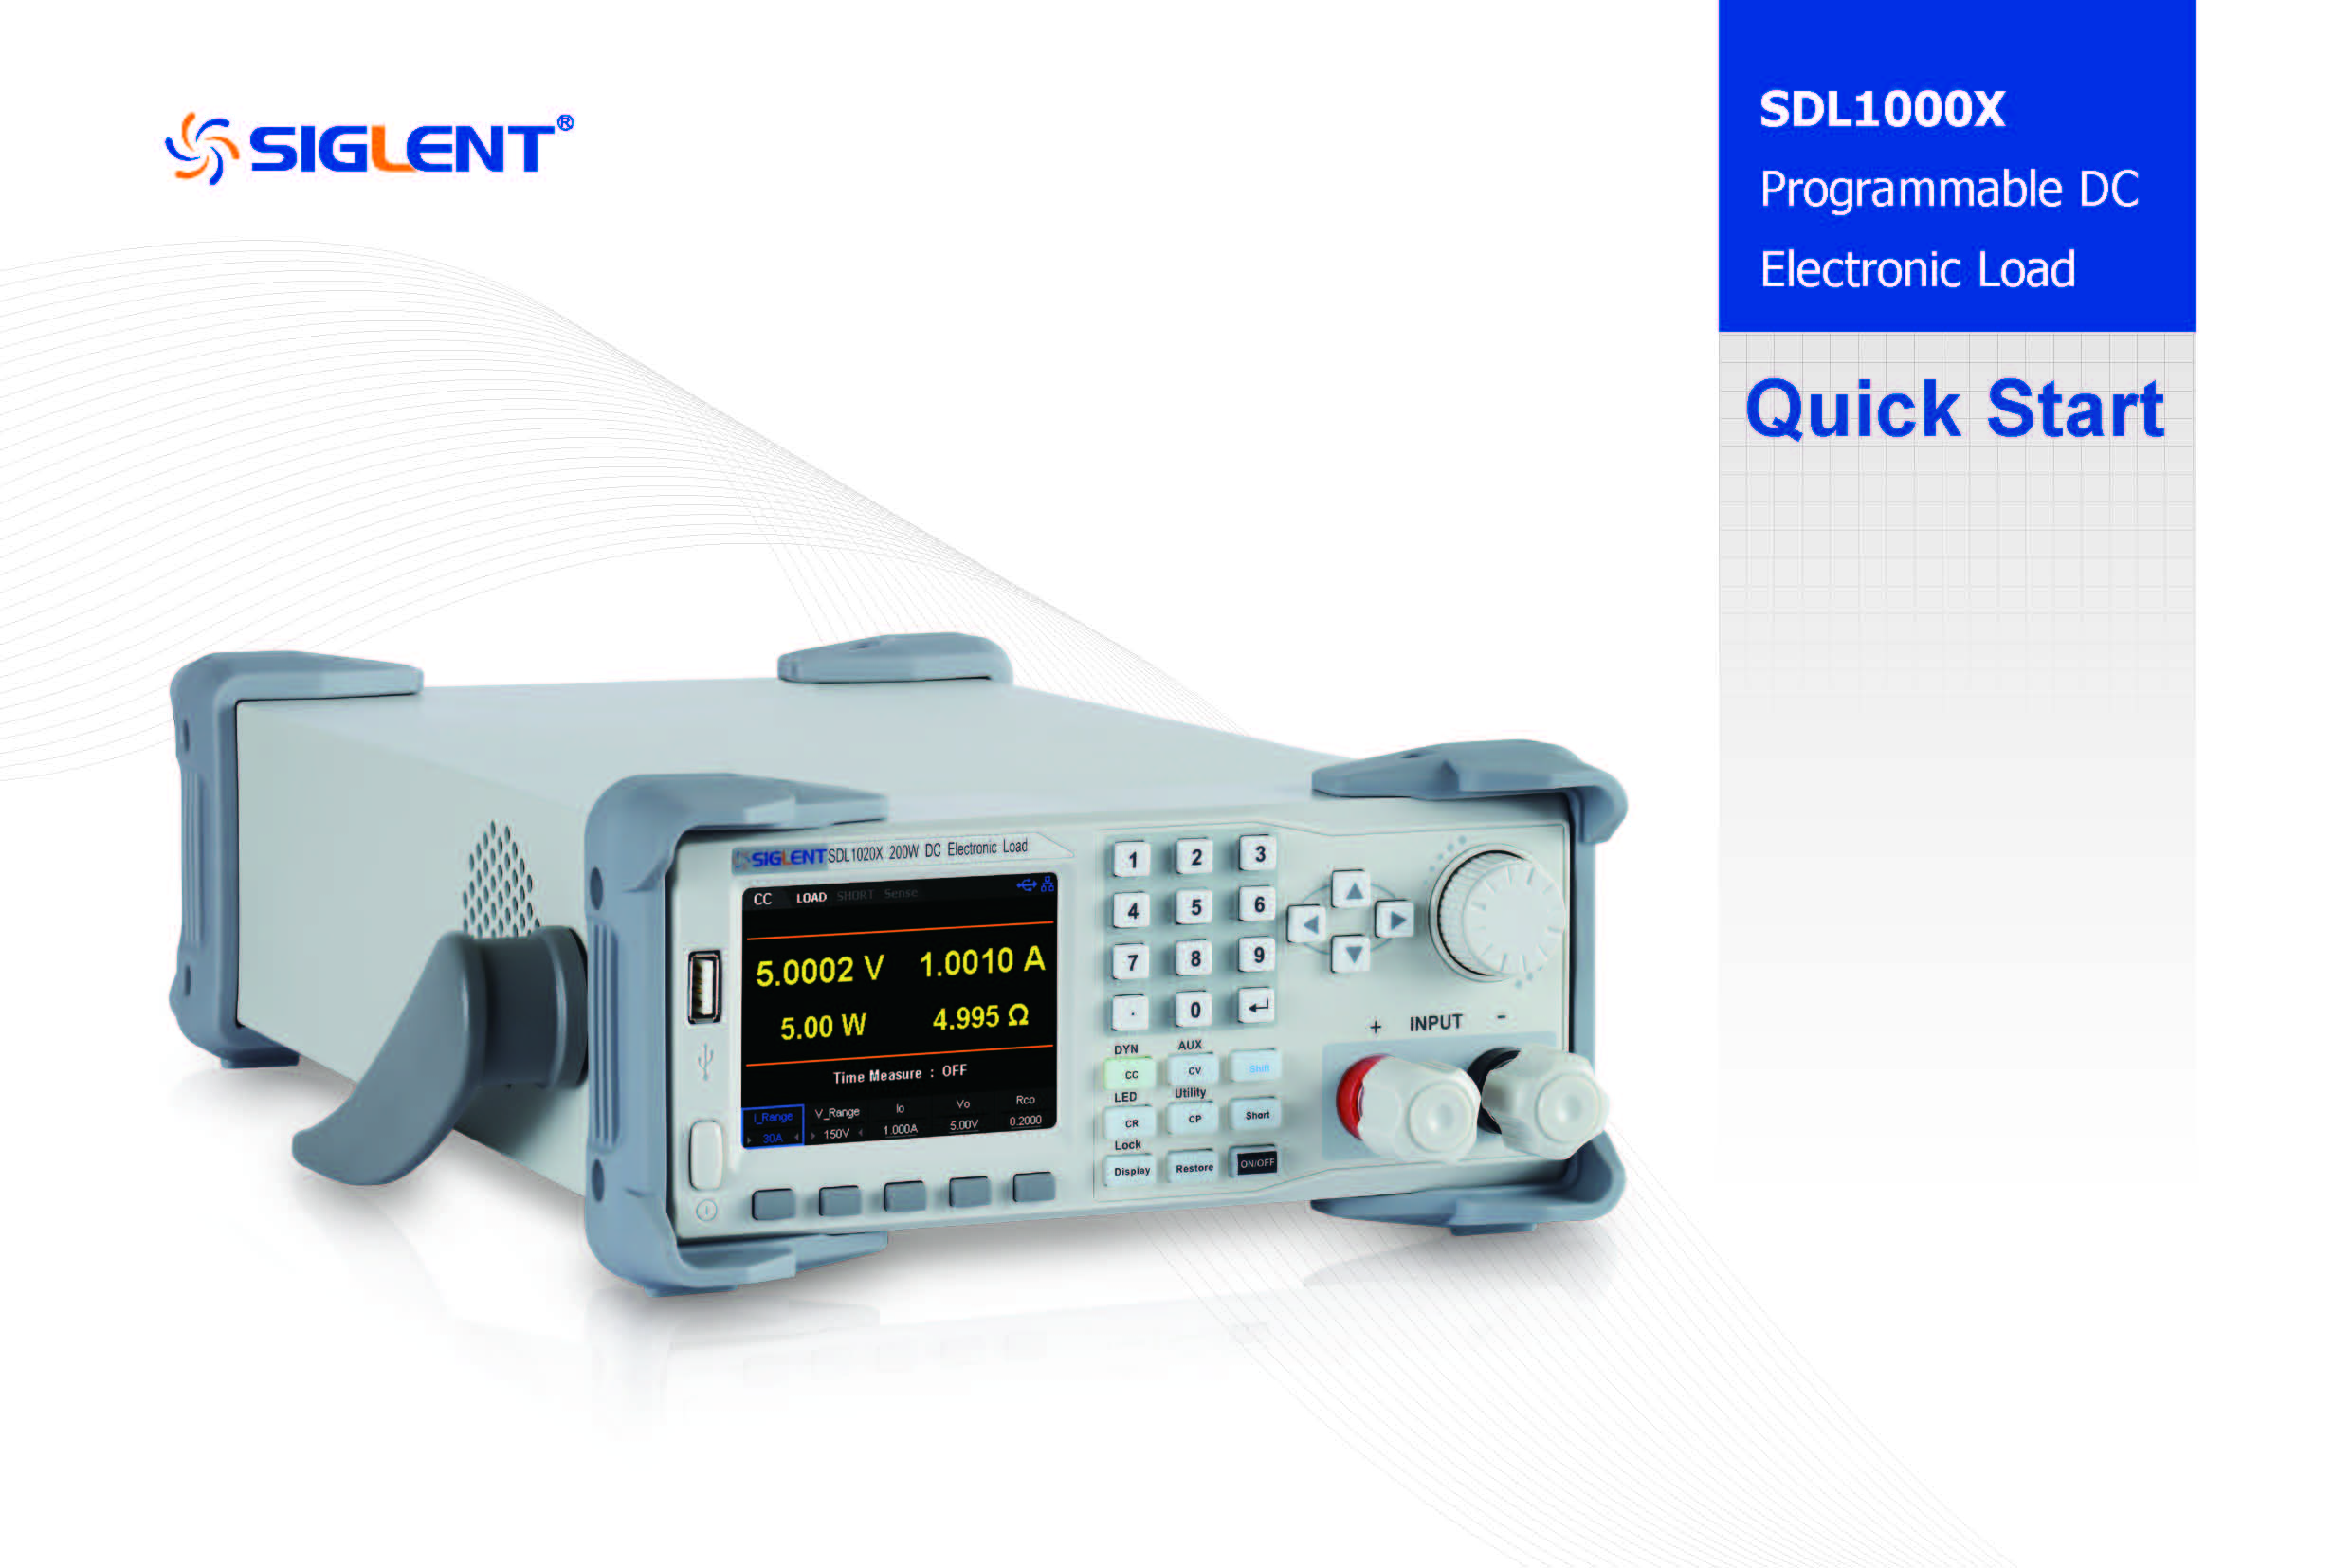 SIGLENT®
SDL1000X
Programmable DC
Electronic Load
Quick Start
SIGLENT SDL1020X 200W DC Electronic Load
CC LOAD SHORT Sense
5.0002 V 1.0010 A
5.00 W 4.995 Ω
Time Measure : OFF
I_Range V_Range Io Vo Rco
30A 150V 1.000A 5.00V 0.2000
1 2 3
4 5 6
7 8 9
. 0 ↵
DYN AUX
CC CV Shift
LED Utility
CR CP Short
Lock
Display Restore ON/OFF
+ INPUT -